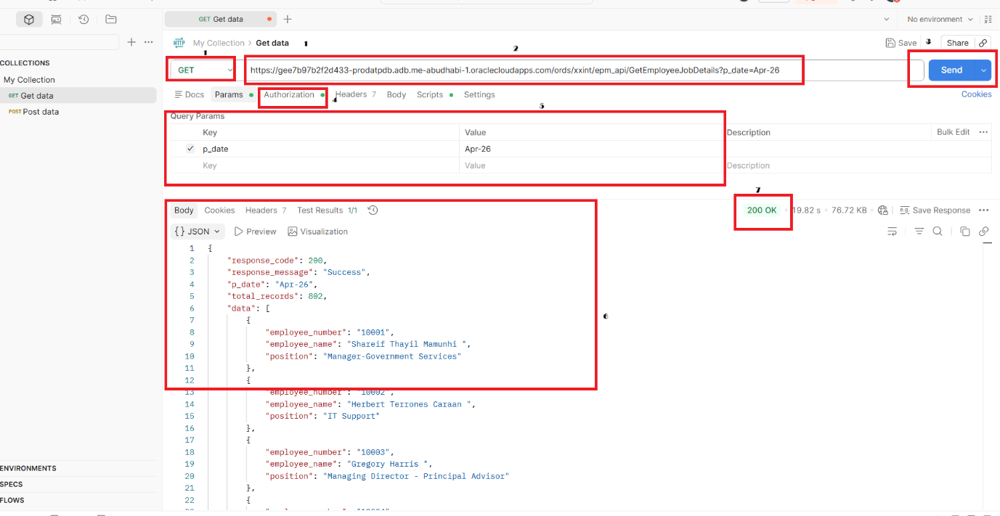 GET Get data
No environment
HTTP My Collection > Get data 1
Save 3 Share
1 2
GET https://gee7b97b2f2d433-prodatpdb.adb.me-abudhabi-1.oraclecloudapps.com/ords/xxint/epm_api/GetEmployeeJobDetails?p_date=Apr-26 Send
Docs Params Authorization 4 Headers 7 Body Scripts Settings Cookies
5
COLLECTIONS
My Collection
GET Get data
POST Post data
Query Params
Key Value Description Bulk Edit
p_date Apr-26
Key Value Description
7
Body Cookies Headers 7 Test Results 1/1 200 OK 19.82 s 76.72 KB e.g. Save Response
{} JSON Preview Visualization
1 {
2 "response_code": 200,
3 "response_message": "Success",
4 "p_date": "Apr-26",
5 "total_records": 802,
6 "data": [
7 {
8 "employee_number": "10001",
9 "employee_name": "Shareif Thayil Mamunhi ",
10 "position": "Manager-Government Services"
11 },
12 {
13 "employee_number": "10002",
14 "employee_name": "Herbert Terrones Caraan ",
15 "position": "IT Support"
16 },
17 {
18 "employee_number": "10003",
19 "employee_name": "Gregory Harris ",
20 "position": "Managing Director - Principal Advisor"
21 },
22 {
6
ENVIRONMENTS
SPECS
FLOWS